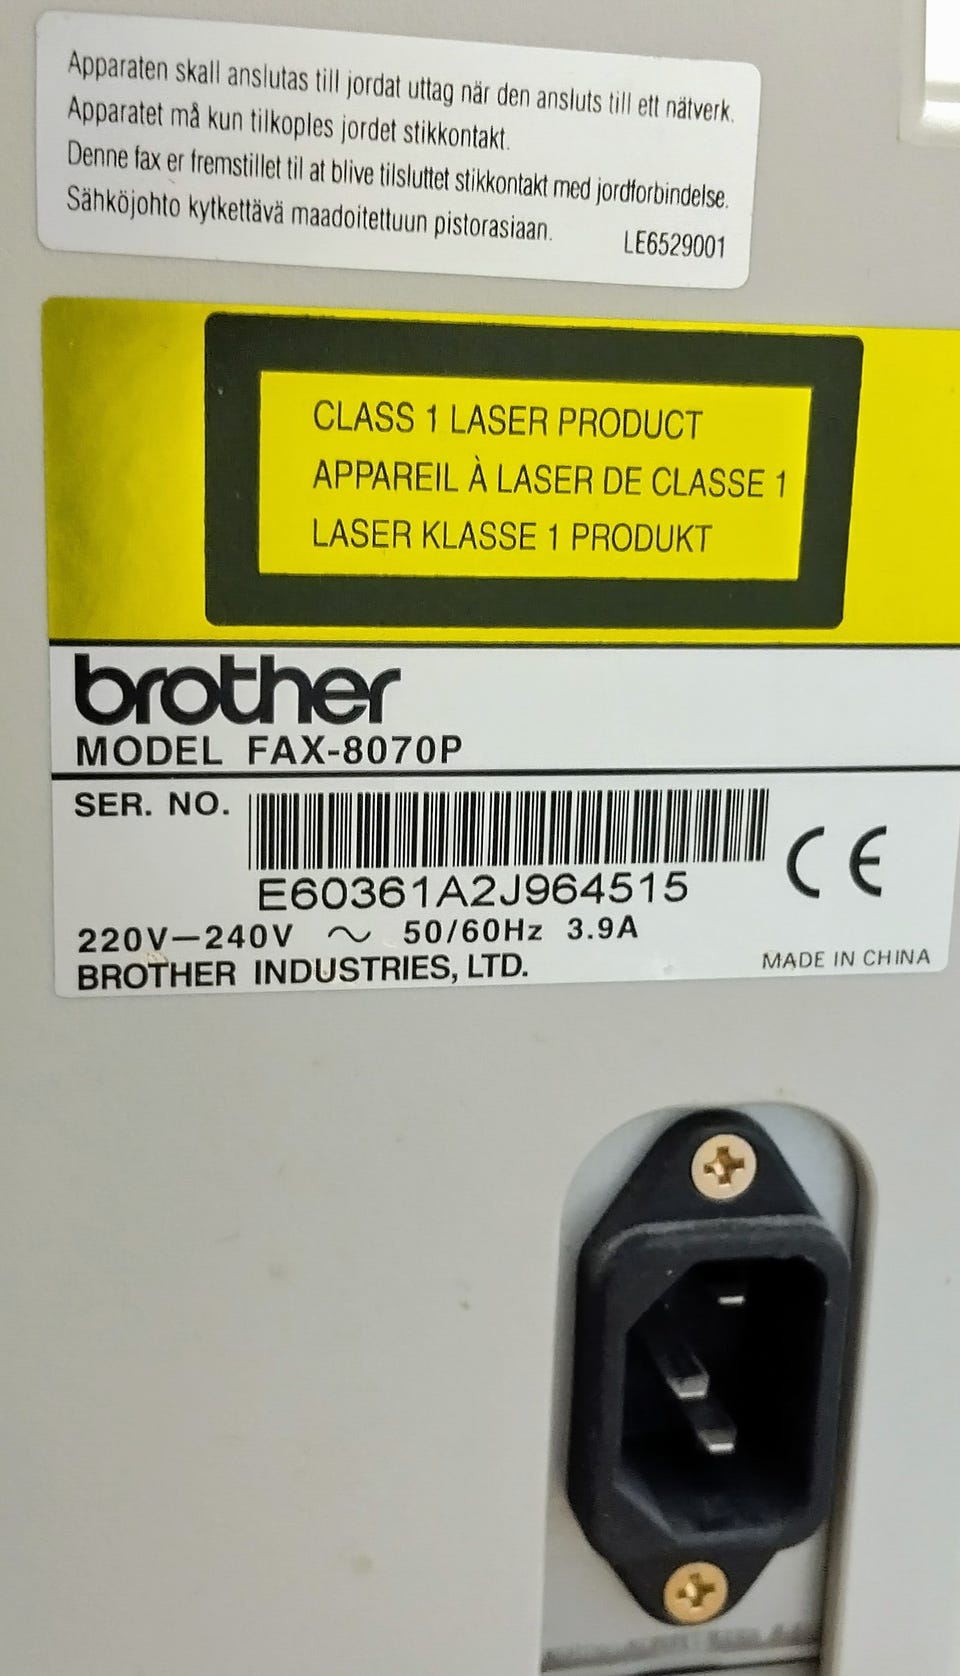 Apparaten skall anslutas till jordat uttag när den ansluts till ett nätverk.
Apparatet må kun tilkoples jordet stikkontakt.
Denne fax er fremstillet til at blive tilsluttet stikkontakt med jordforbindelse.
Sähköjohto kytkettävä maadoitettuun pistorasiaan. LE6529001
CLASS 1 LASER PRODUCT
APPAREIL À LASER DE CLASSE 1
LASER KLASSE 1 PRODUKT
brother
MODEL FAX-8070P
SER. NO.
E60361A2J964515
CE
220V—240V ~ 50/60Hz 3.9A
BROTHER INDUSTRIES, LTD. MADE IN CHINA